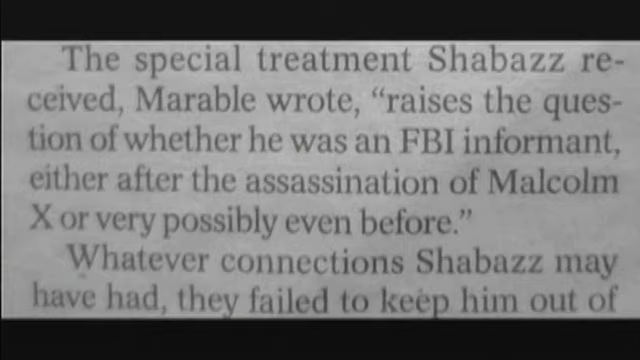 The special treatment Shabazz re-
ceived, Marable wrote, “raises the ques-
tion of whether he was an FBI informant,
either after the assassination of Malcolm
X or very possibly even before.”
Whatever connections Shabazz may
have had, they failed to keep him out of